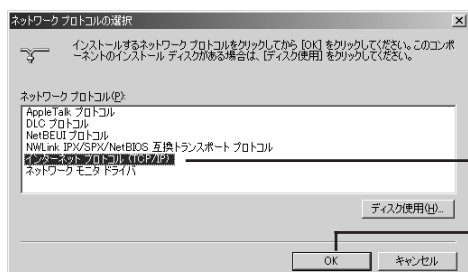 ネットワーク プロトコルの選択
インストールするネットワーク プロトコルをクリックしてから [OK] をクリックしてください。このコンポ
ーネントのインストール ディスクがある場合は、[ディスク使用] をクリックしてください。
ネットワーク プロトコル(P):
AppleTalk プロトコル
DLC プロトコル
NetBEUI プロトコル
NWLink IPX/SPX/NetBIOS 互換トランスポート プロトコル
インターネット プロトコル (TCP/IP)
ネットワーク モニタ ドライバ
ディスク使用(H)...
OK
キャンセル